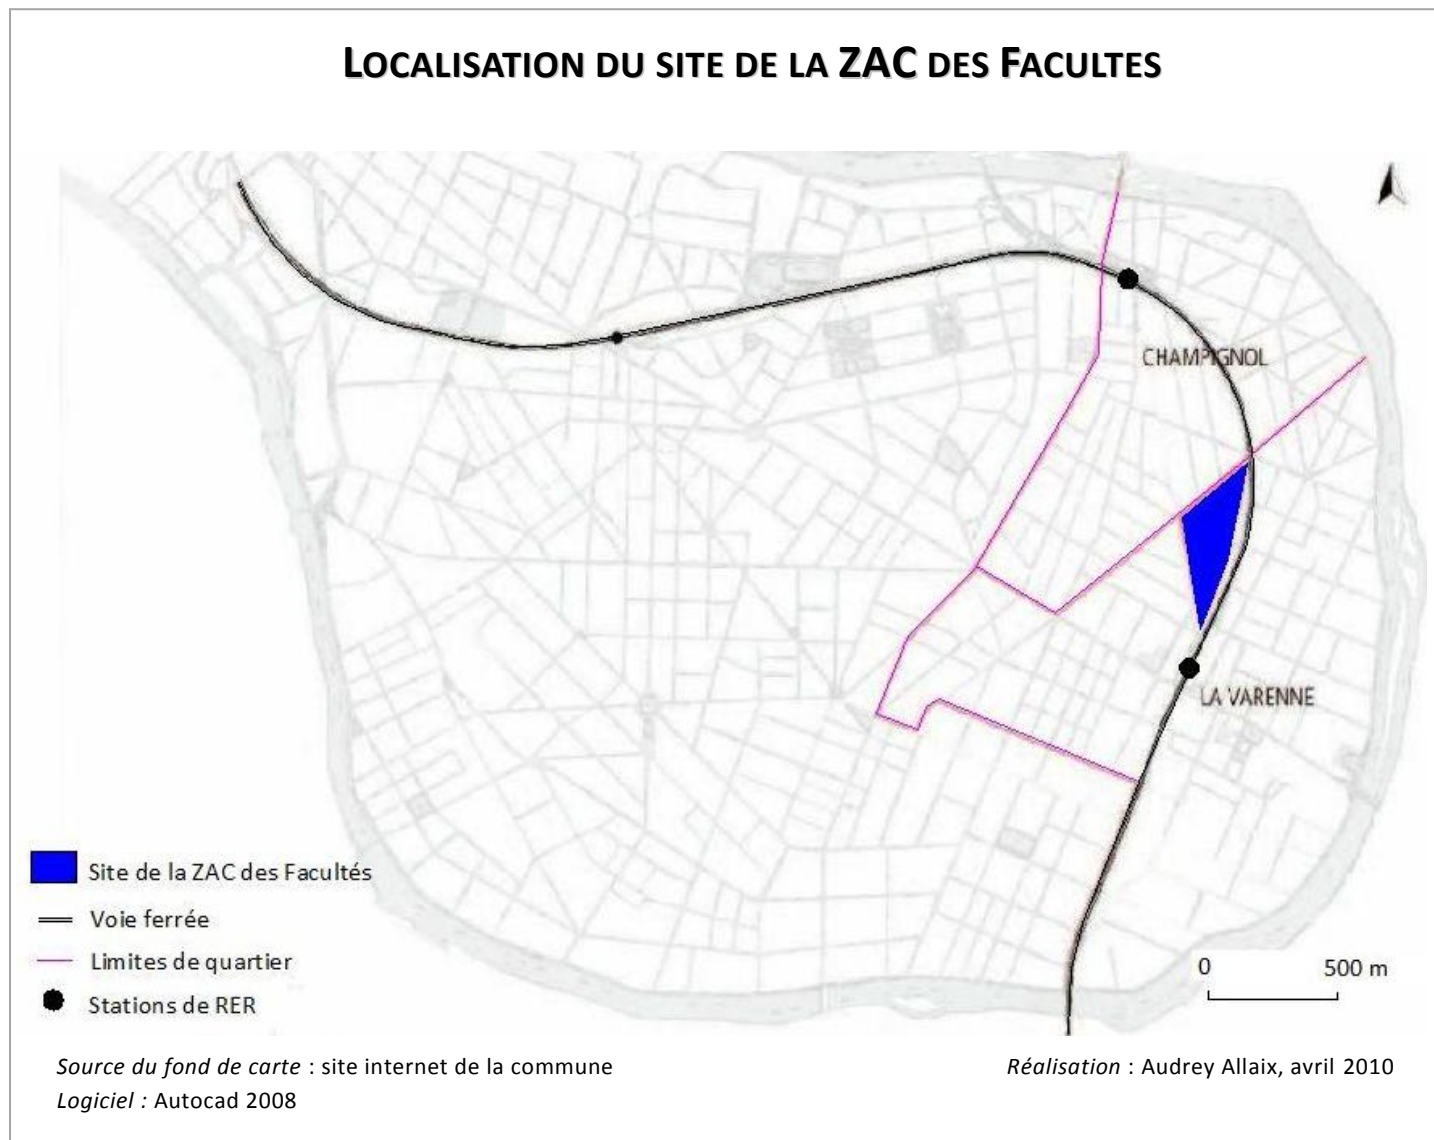 LOCALISATION DU SITE DE LA ZAC DES FACULTES
CHAMPIGNOL
LA VARENNE
Site de la ZAC des Facultés
Voie ferrée
Limites de quartier
Stations de RER
0 500 m
Source du fond de carte : site internet de la commune
Réalisation : Audrey Allaix, avril 2010
Logiciel : Autocad 2008